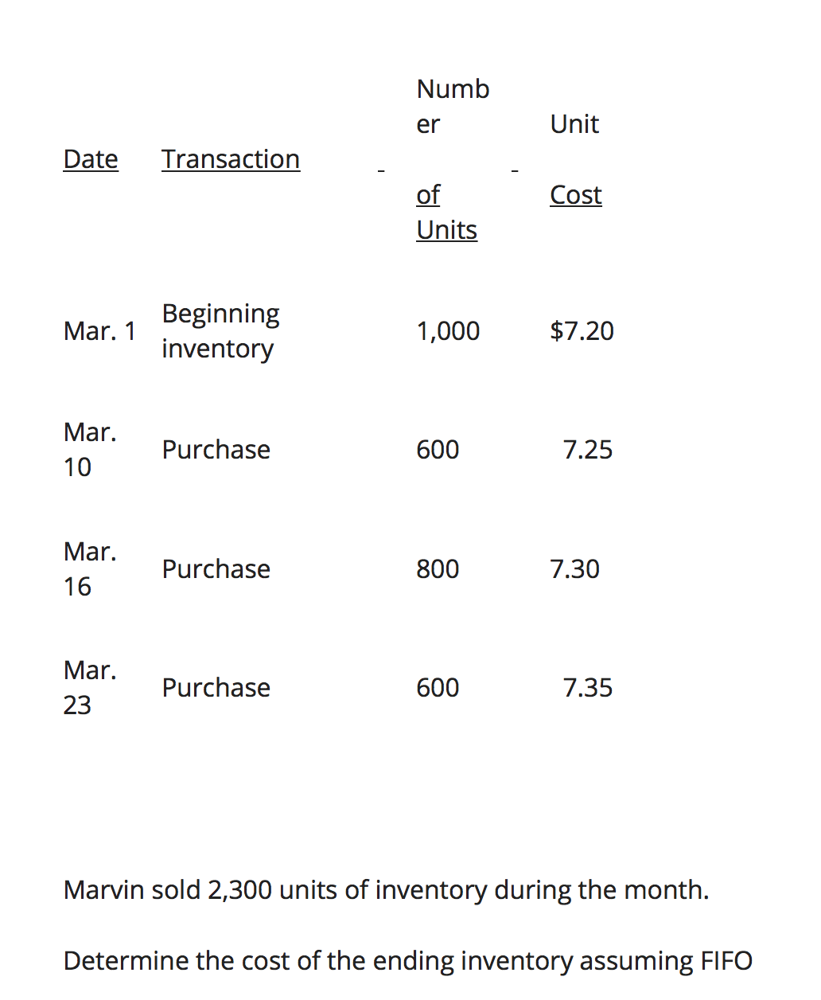 Date Transaction - Numb
er
of
Units - Unit
Cost
Mar. 1 Beginning
inventory 1,000 $7.20
Mar.
10 Purchase 600 7.25
Mar.
16 Purchase 800 7.30
Mar.
23 Purchase 600 7.35
Marvin sold 2,300 units of inventory during the month.
Determine the cost of the ending inventory assuming FIFO